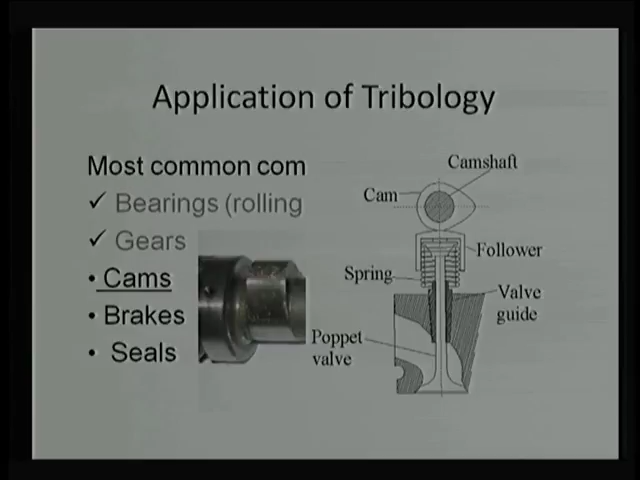 Application of Tribology
Most common com
✓ Bearings (rolling
✓ Gears
• Cams
• Brakes
• Seals
Camshaft
Cam
Follower
Spring
Valve
guide
Poppet
valve